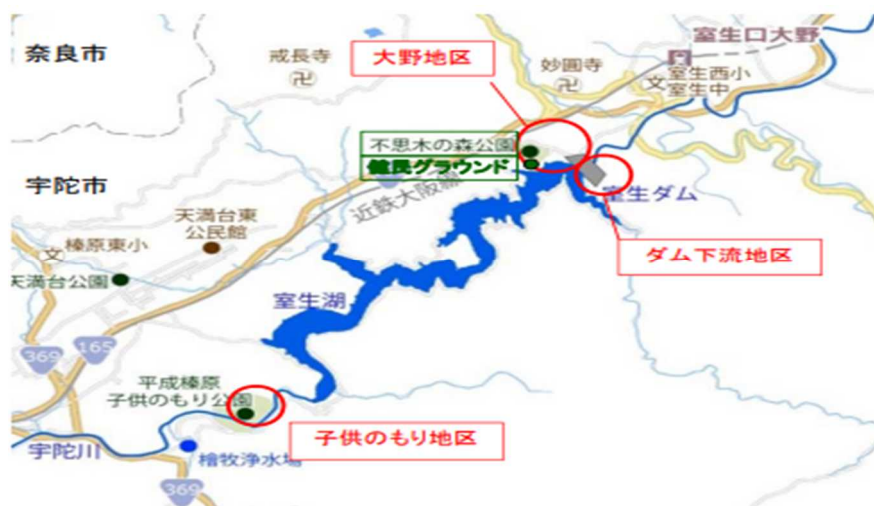 奈良市
戒長寺
大野地区
妙圓寺
室生口大野
室生西小
室生中
不思木の森公園
健民グラウンド
宇陀市
近鉄大阪線
室生ダム
天満台東
公民館
榛原東小
天満台公園
ダム下流地区
室生湖
165
369
平成榛原
子供のもり公園
子供のもり地区
宇陀川
檜牧浄水場
369